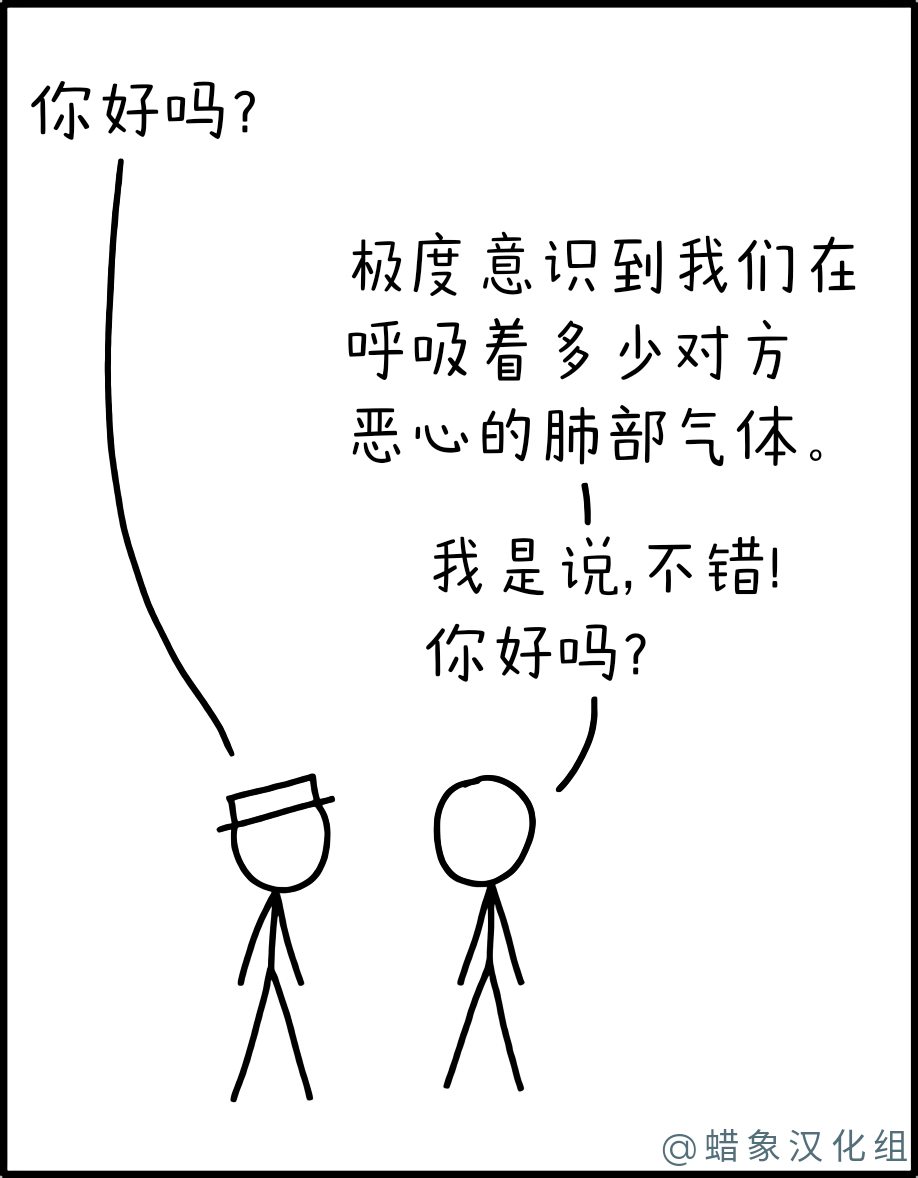 你好吗?
极度意识到我们在
呼吸着多少对方
恶心的肺部气体。
我是说,不错!
你好吗?
@蜡象汉化组